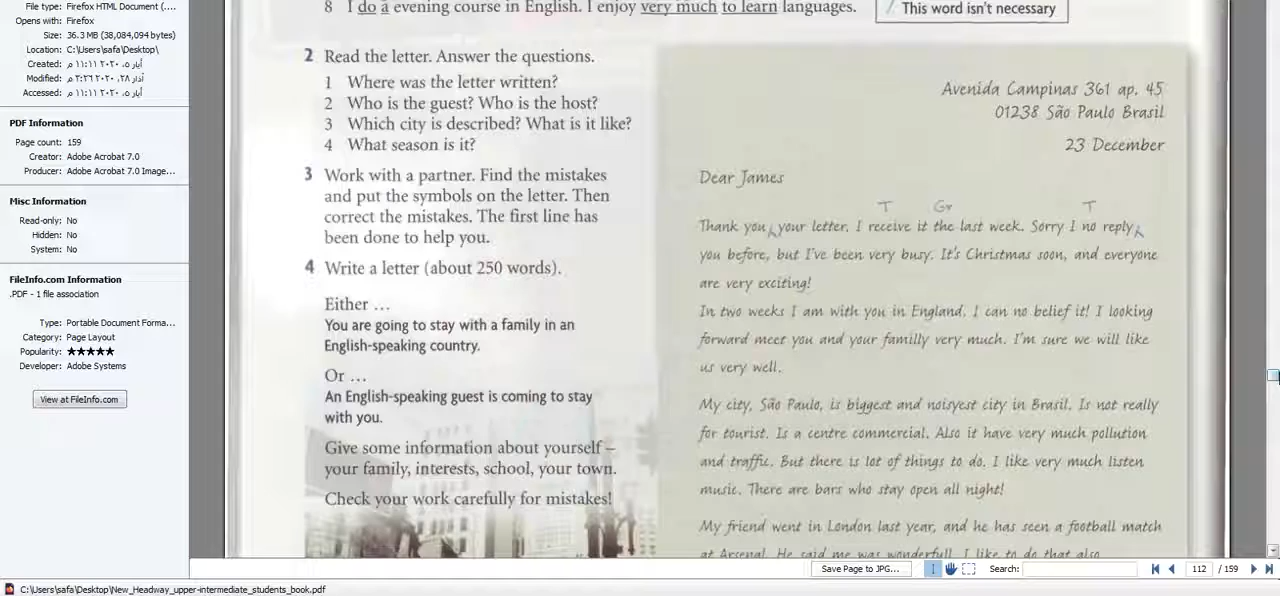 File type: Firefox HTML Document (....
Opens with: Firefox
Size: 36.3 MB (38,084,094 bytes)
Location: C:\Users\safa\Desktop\
Created:
Modified:
Accessed:
PDF Information
Page count: 159
Creator: Adobe Acrobat 7.0
Producer: Adobe Acrobat 7.0 Image...
Misc Information
Read-only: No
Hidden: No
System: No
FileInfo.com Information
.PDF - 1 file association
Type: Portable Document Forma...
Category: Page Layout
Popularity: ★★★★★
Developer: Adobe Systems
View at FileInfo.com
8 I do a evening course in English. I enjoy very much to learn languages.
/ This word isn't necessary
2 Read the letter. Answer the questions.
1 Where was the letter written?
2 Who is the guest? Who is the host?
3 Which city is described? What is it like?
4 What season is it?
3 Work with a partner. Find the mistakes
and put the symbols on the letter. Then
correct the mistakes. The first line has
been done to help you.
4 Write a letter (about 250 words).
Either ...
You are going to stay with a family in an
English-speaking country.
Or ...
An English-speaking guest is coming to stay
with you.
Give some information about yourself –
your family, interests, school, your town.
Check your work carefully for mistakes!
Avenida Campinas 361 ap. 45
01238 São Paulo Brasil
23 December
Dear James
T Gr T
Thank you your letter. I receive it the last week. Sorry I no reply
you before, but I've been very busy. It's Christmas soon, and everyone
are very exciting!
In two weeks I am with you in England. I can no belief it! I looking
forward meet you and your familly very much. I'm sure we will like
us very well.
My city, São Paulo, is biggest and noisyest city in Brasil. Is not really
for tourist. Is a centre commercial. Also it have very much pollution
and traffic. But there is lot of things to do. I like very much listen
music. There are bars who stay open all night!
My friend went in London last year, and he has seen a football match
at Arsenal. He said me was wonderfull. I like to do that also
Save Page to JPG...
Search:
112 / 159
C:\Users\safa\Desktop\New_Headway_upper-intermediate_students_book.pdf